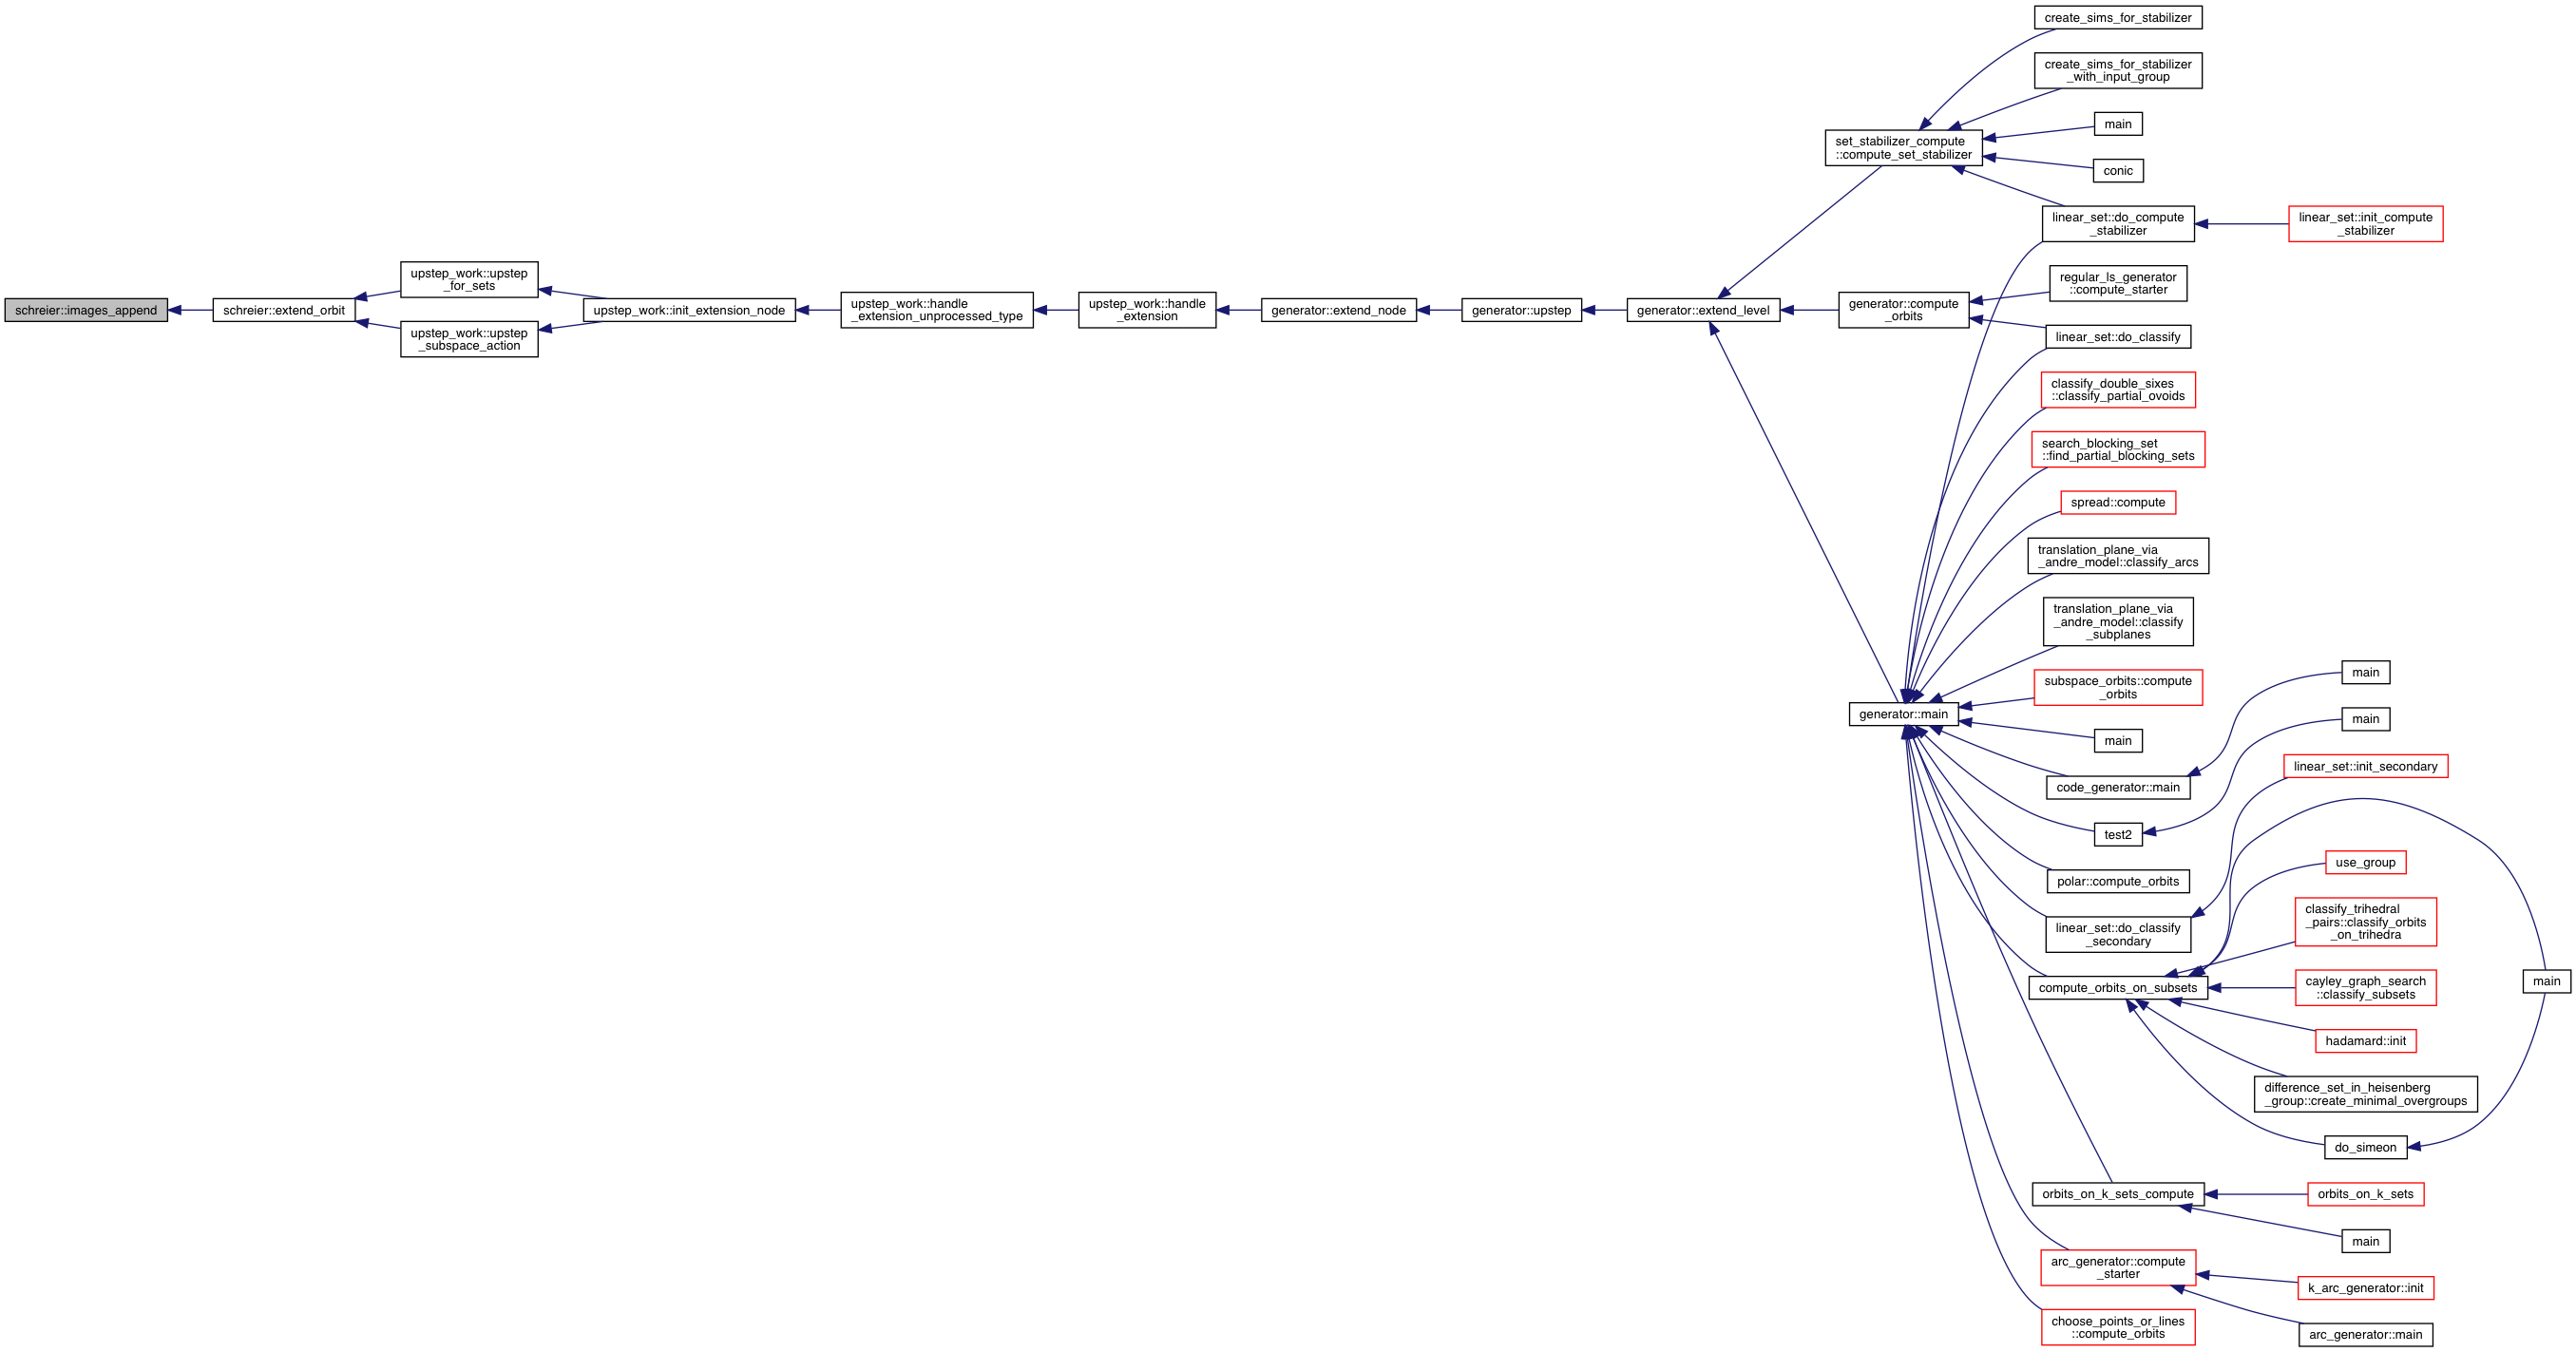 schreier::images_append
schreier::extend_orbit
upstep_work::upstep
_for_sets
upstep_work::upstep
_subspace_action
upstep_work::init_extension_node
upstep_work::handle
_extension_unprocessed_type
upstep_work::handle
_extension
generator::extend_node
generator::upstep
generator::extend_level
set_stabilizer_compute
::compute_set_stabilizer
generator::compute
_orbits
generator::main
create_sims_for_stabilizer
create_sims_for_stabilizer
_with_input_group
main
conic
linear_set::do_compute
_stabilizer
linear_set::init_compute
_stabilizer
regular_ls_generator
::compute_starter
linear_set::do_classify
classify_double_sixes
::classify_partial_ovoids
search_blocking_set
::find_partial_blocking_sets
spread::compute
translation_plane_via
_andre_model::classify_arcs
translation_plane_via
_andre_model::classify
_subplanes
subspace_orbits::compute
_orbits
main
code_generator::main
test2
polar::compute_orbits
linear_set::do_classify
_secondary
compute_orbits_on_subsets
orbits_on_k_sets_compute
arc_generator::compute
_starter
choose_points_or_lines
::compute_orbits
main
main
linear_set::init_secondary
use_group
classify_trihedral
_pairs::classify_orbits
_on_trihedra
cayley_graph_search
::classify_subsets
hadamard::init
difference_set_in_heisenberg
_group::create_minimal_overgroups
do_simeon
orbits_on_k_sets
main
k_arc_generator::init
arc_generator::main
main